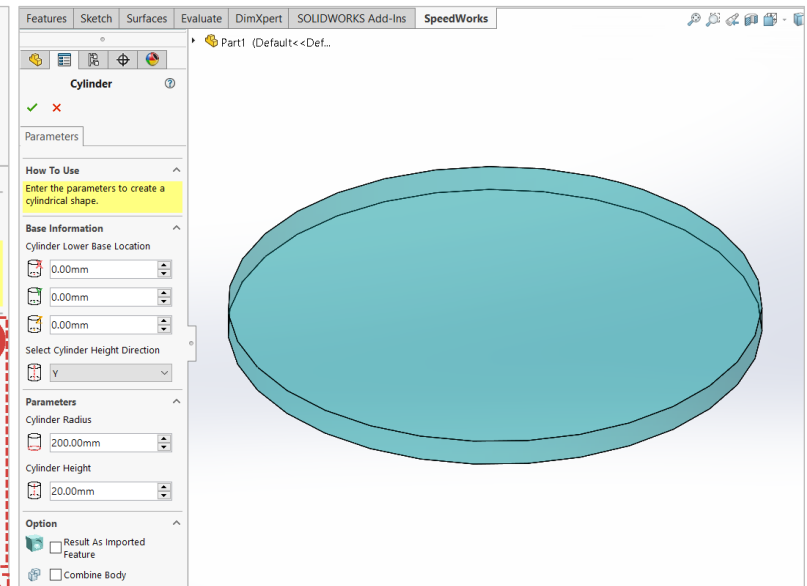 Features Sketch Surfaces Evaluate DimXpert SOLIDWORKS Add-Ins SpeedWorks
Part1 (Default<<Def...
Cylinder
Parameters
How To Use
Enter the parameters to create a
cylindrical shape.
Base Information
Cylinder Lower Base Location
0.00mm
0.00mm
0.00mm
Select Cylinder Height Direction
Y
Parameters
Cylinder Radius
200.00mm
Cylinder Height
20.00mm
Option
Result As Imported
Feature
Combine Body